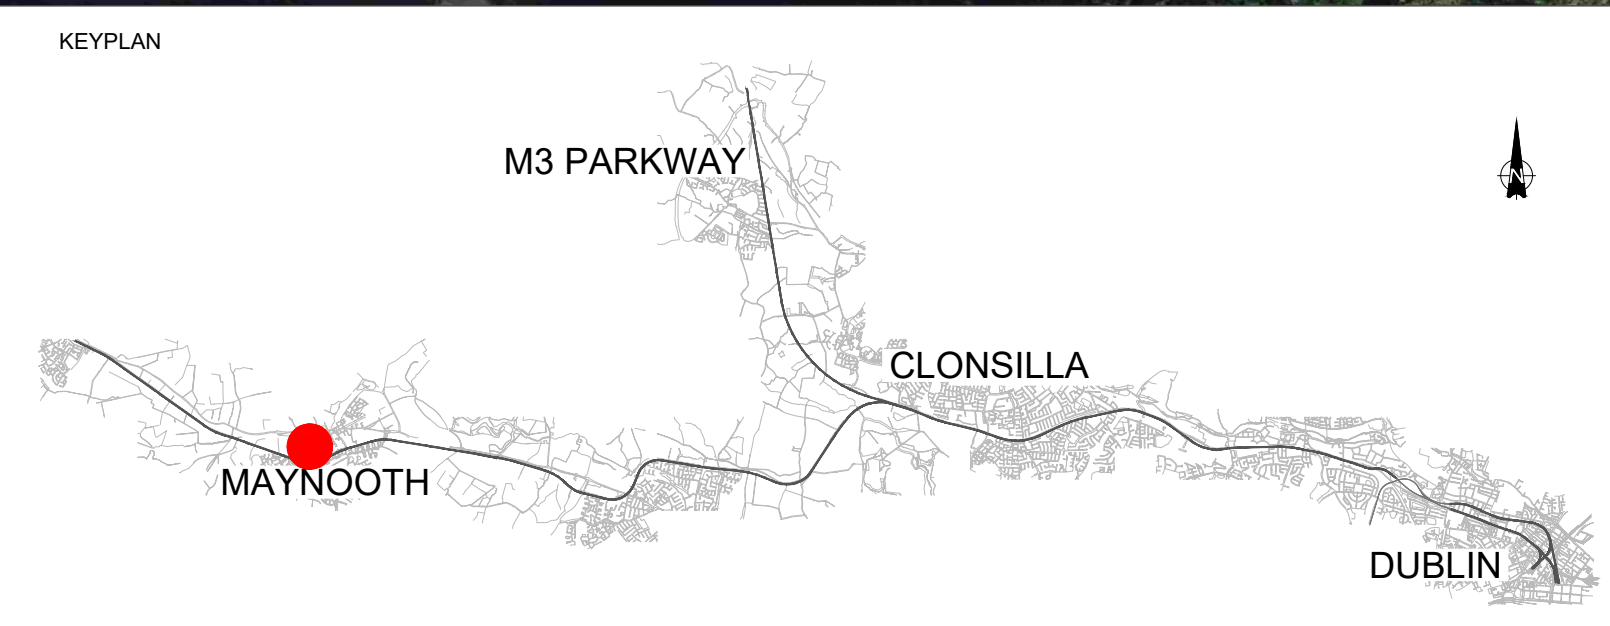 KEYPLAN
M3 PARKWAY
N
CLONSILLA
MAYNOOTH
DUBLIN